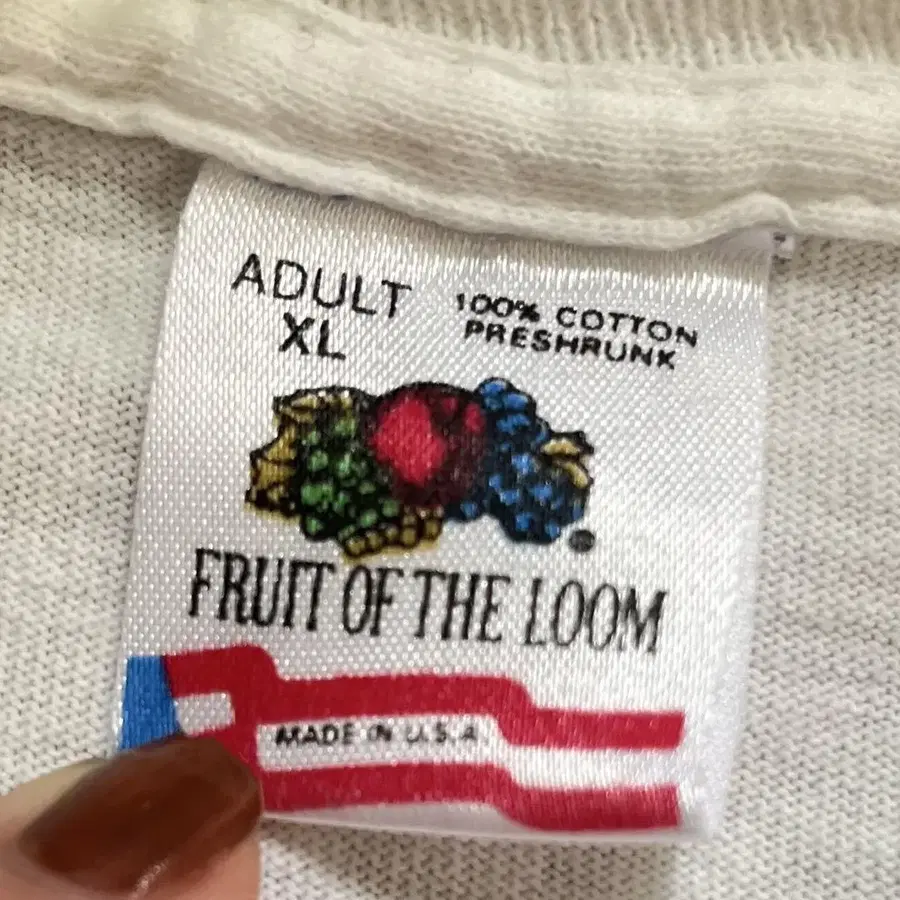 ADULT
XL
100% COTTON
PRESHRUNK
FRUIT OF THE LOOM
MADE IN U.S.A.